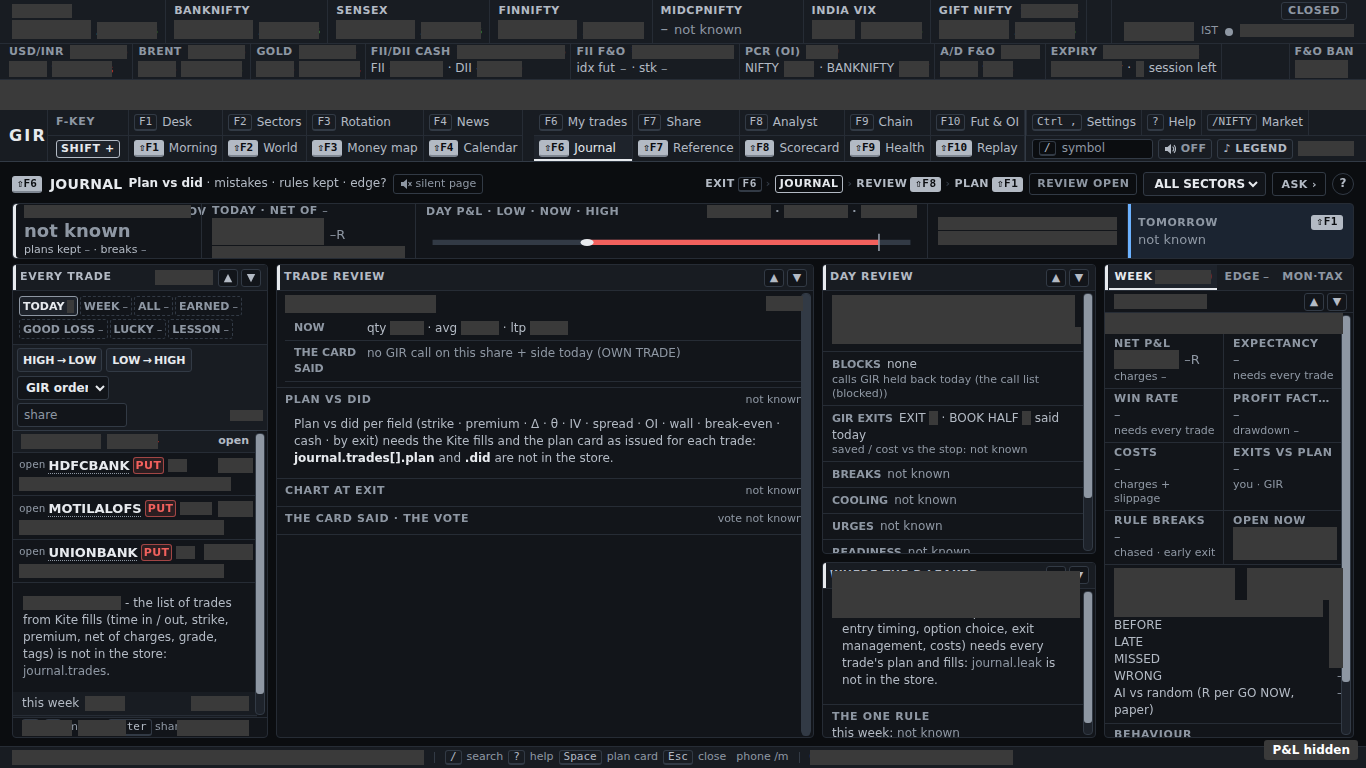 BANKNIFTY SENSEX FINNIFTY MIDCPNIFTY INDIA VIX GIFT NIFTY CLOSED
– not known IST
USD/INR BRENT GOLD FII/DII CASH FII F&O PCR (OI) A/D F&O EXPIRY F&O BAN
FII · DII idx fut – · stk – NIFTY · BANKNIFTY · session left
GIR F-KEY F1 Desk F2 Sectors F3 Rotation F4 News F6 My trades F7 Share F8 Analyst F9 Chain F10 Fut & OI Ctrl , Settings ? Help /NIFTY Market
SHIFT + ⇧F1 Morning ⇧F2 World ⇧F3 Money map ⇧F4 Calendar ⇧F6 Journal ⇧F7 Reference ⇧F8 Scorecard ⇧F9 Health ⇧F10 Replay / symbol OFF ♪ LEGEND
⇧F6 JOURNAL Plan vs did · mistakes · rules kept · edge? silent page EXIT F6 › JOURNAL › REVIEW ⇧F8 › PLAN ⇧F1 REVIEW OPEN ALL SECTORS ASK › ?
not known
plans kept – · breaks –
TODAY · NET OF –
–R
DAY P&L · LOW · NOW · HIGH · ·
TOMORROW ⇧F1
not known
EVERY TRADE ▲ ▼
TODAY WEEK – ALL – EARNED –
GOOD LOSS – LUCKY – LESSON –
HIGH→LOW LOW→HIGH
GIR order
share
open
open HDFCBANK PUT
open MOTILALOFS PUT
open UNIONBANK PUT
- the list of trades
from Kite fills (time in / out, strike,
premium, net of charges, grade,
tags) is not in the store:
journal.trades.
this week
TRADE REVIEW ▲ ▼
NOW qty · avg · ltp
THE CARD SAID no GIR call on this share + side today (OWN TRADE)
PLAN VS DID not known
Plan vs did per field (strike · premium · Δ · θ · IV · spread · OI · wall · break-even ·
cash · by exit) needs the Kite fills and the plan card as issued for each trade:
journal.trades[].plan and .did are not in the store.
CHART AT EXIT not known
THE CARD SAID · THE VOTE vote not known
DAY REVIEW ▲ ▼
BLOCKS none
calls GIR held back today (the call list
(blocked))
GIR EXITS EXIT · BOOK HALF said
today
saved / cost vs the stop: not known
BREAKS not known
COOLING not known
URGES not known
READINESS not known
entry timing, option choice, exit
management, costs) needs every
trade's plan and fills: journal.leak is
not in the store.
THE ONE RULE
this week: not known
WEEK EDGE – MON·TAX
▲ ▼
NET P&L EXPECTANCY
–R –
charges – needs every trade
WIN RATE PROFIT FACT…
– –
needs every trade drawdown –
COSTS EXITS VS PLAN
– –
charges + slippage you · GIR
RULE BREAKS OPEN NOW
–
chased · early exit
BEFORE
LATE
MISSED
WRONG
AI vs random (R per GO NOW,
paper)
BEHAVIOUR
/ search ? help Space plan card Esc close phone /m
P&L hidden